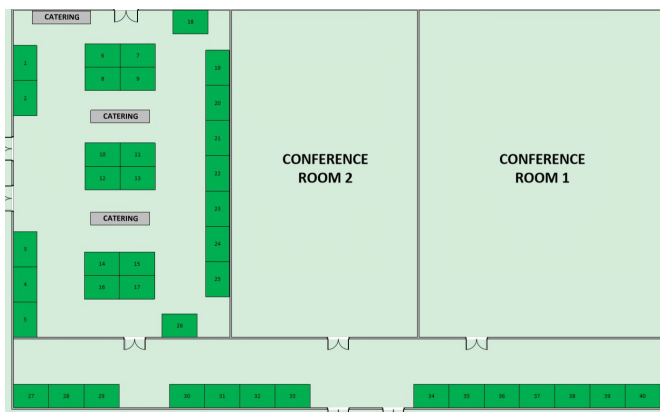 CATERING
18
1
2
6 7
8 9
19
20
21
22
23
24
25
CATERING
10 11
12 13
CATERING
3
4
5
14 15
16 17
26
CONFERENCE
ROOM 2
CONFERENCE
ROOM 1
27 28 29 30 31 32 33 34 35 36 37 38 39 40